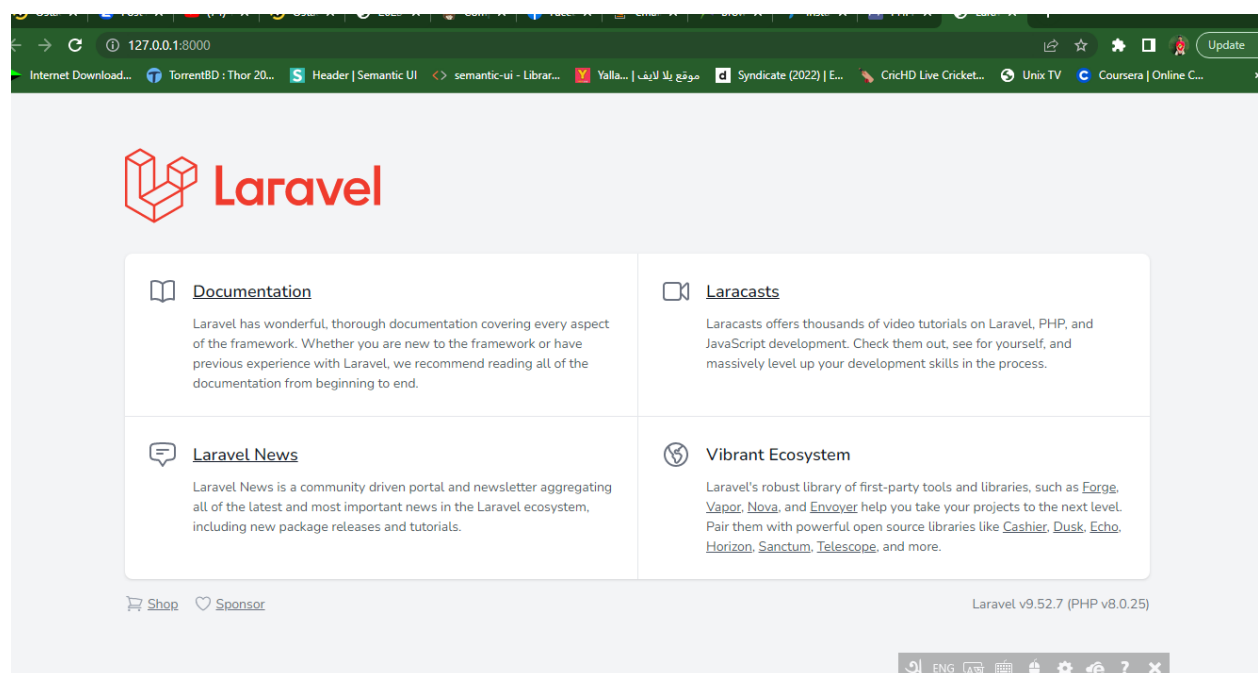 127.0.0.1:8000
Update
Internet Download... TorrentBD : Thor 20... Header | Semantic UI semantic-ui - Librar... موقع يلا لايف | Yalla... Syndicate (2022) | E... CricHD Live Cricket... Unix TV Coursera | Online C...
Laravel
Documentation
Laravel has wonderful, thorough documentation covering every aspect
of the framework. Whether you are new to the framework or have
previous experience with Laravel, we recommend reading all of the
documentation from beginning to end.
Laracasts
Laracasts offers thousands of video tutorials on Laravel, PHP, and
JavaScript development. Check them out, see for yourself, and
massively level up your development skills in the process.
Laravel News
Laravel News is a community driven portal and newsletter aggregating
all of the latest and most important news in the Laravel ecosystem,
including new package releases and tutorials.
Vibrant Ecosystem
Laravel's robust library of first-party tools and libraries, such as Forge,
Vapor, Nova, and Envoyer help you take your projects to the next level.
Pair them with powerful open source libraries like Cashier, Dusk, Echo,
Horizon, Sanctum, Telescope, and more.
Shop Sponsor
Laravel v9.52.7 (PHP v8.0.25)
ENG